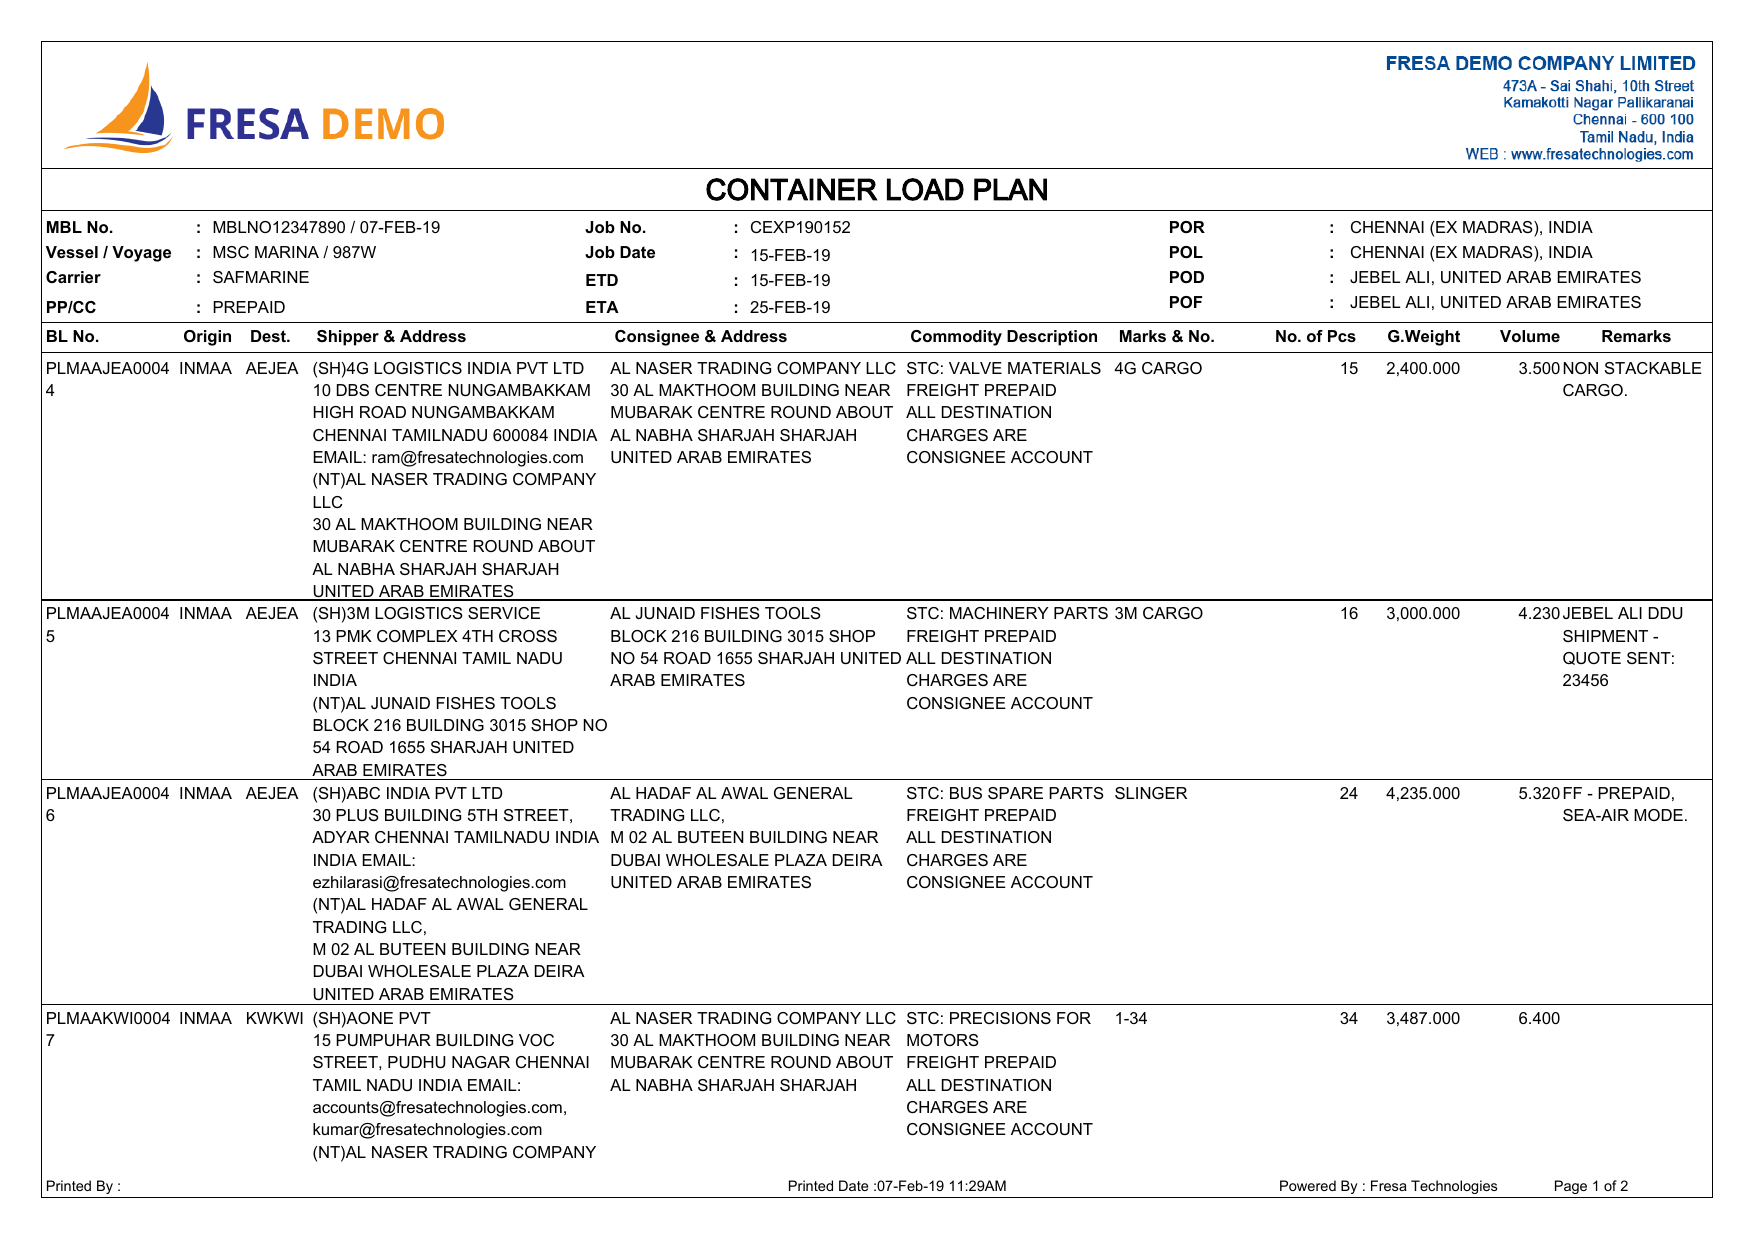 FRESA DEMO
FRESA DEMO COMPANY LIMITED
473A - Sai Shahi, 10th Street
Kamakotti Nagar Pallikaranai
Chennai - 600 100
Tamil Nadu, India
WEB : www.fresatechnologies.com
CONTAINER LOAD PLAN
MBL No. : MBLNO12347890 / 07-FEB-19 Job No. : CEXP190152 POR : CHENNAI (EX MADRAS), INDIA
Vessel / Voyage : MSC MARINA / 987W Job Date : 15-FEB-19 POL : CHENNAI (EX MADRAS), INDIA
Carrier : SAFMARINE ETD : 15-FEB-19 POD : JEBEL ALI, UNITED ARAB EMIRATES
PP/CC : PREPAID ETA : 25-FEB-19 POF : JEBEL ALI, UNITED ARAB EMIRATES
BL No. Origin Dest. Shipper & Address Consignee & Address Commodity Description Marks & No. No. of Pcs G.Weight Volume Remarks
PLMAAJEA0004 INMAA AEJEA (SH)4G LOGISTICS INDIA PVT LTD AL NASER TRADING COMPANY LLC STC: VALVE MATERIALS 4G CARGO 15 2,400.000 3.500 NON STACKABLE
4 10 DBS CENTRE NUNGAMBAKKAM 30 AL MAKTHOOM BUILDING NEAR FREIGHT PREPAID CARGO.
HIGH ROAD NUNGAMBAKKAM MUBARAK CENTRE ROUND ABOUT ALL DESTINATION
CHENNAI TAMILNADU 600084 INDIA AL NABHA SHARJAH SHARJAH CHARGES ARE
EMAIL: ram@fresatechnologies.com UNITED ARAB EMIRATES CONSIGNEE ACCOUNT
(NT)AL NASER TRADING COMPANY
LLC
30 AL MAKTHOOM BUILDING NEAR
MUBARAK CENTRE ROUND ABOUT
AL NABHA SHARJAH SHARJAH
UNITED ARAB EMIRATES
PLMAAJEA0004 INMAA AEJEA (SH)3M LOGISTICS SERVICE AL JUNAID FISHES TOOLS STC: MACHINERY PARTS 3M CARGO 16 3,000.000 4.230 JEBEL ALI DDU
5 13 PMK COMPLEX 4TH CROSS BLOCK 216 BUILDING 3015 SHOP FREIGHT PREPAID SHIPMENT -
STREET CHENNAI TAMIL NADU NO 54 ROAD 1655 SHARJAH UNITED ALL DESTINATION QUOTE SENT:
INDIA ARAB EMIRATES CHARGES ARE 23456
(NT)AL JUNAID FISHES TOOLS CONSIGNEE ACCOUNT
BLOCK 216 BUILDING 3015 SHOP NO
54 ROAD 1655 SHARJAH UNITED
ARAB EMIRATES
PLMAAJEA0004 INMAA AEJEA (SH)ABC INDIA PVT LTD AL HADAF AL AWAL GENERAL STC: BUS SPARE PARTS SLINGER 24 4,235.000 5.320 FF - PREPAID,
6 30 PLUS BUILDING 5TH STREET, TRADING LLC, FREIGHT PREPAID SEA-AIR MODE.
ADYAR CHENNAI TAMILNADU INDIA M 02 AL BUTEEN BUILDING NEAR ALL DESTINATION
INDIA EMAIL: DUBAI WHOLESALE PLAZA DEIRA CHARGES ARE
ezhilarasi@fresatechnologies.com UNITED ARAB EMIRATES CONSIGNEE ACCOUNT
(NT)AL HADAF AL AWAL GENERAL
TRADING LLC,
M 02 AL BUTEEN BUILDING NEAR
DUBAI WHOLESALE PLAZA DEIRA
UNITED ARAB EMIRATES
PLMAAKWI0004 INMAA KWKWI (SH)AONE PVT AL NASER TRADING COMPANY LLC STC: PRECISIONS FOR 1-34 34 3,487.000 6.400
7 15 PUMPUHAR BUILDING VOC 30 AL MAKTHOOM BUILDING NEAR MOTORS
STREET, PUDHU NAGAR CHENNAI MUBARAK CENTRE ROUND ABOUT FREIGHT PREPAID
TAMIL NADU INDIA EMAIL: AL NABHA SHARJAH SHARJAH ALL DESTINATION
accounts@fresatechnologies.com, CHARGES ARE
kumar@fresatechnologies.com CONSIGNEE ACCOUNT
(NT)AL NASER TRADING COMPANY
Printed By : Printed Date :07-Feb-19 11:29AM Powered By : Fresa Technologies Page 1 of 2